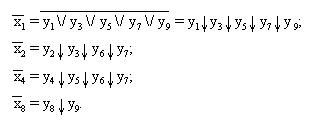 x̅₁ = y₁ \/ y₃ \/ y₅ \/ y₇ \/ y₉ = y₁↓y₃↓y₅↓y₇↓y₉;
x̅₂ = y₂↓y₃↓y₆↓y₇;
x̅₄ = y₄↓y₅↓y₆↓y₇;
x̅₈ = y₈↓y₉.